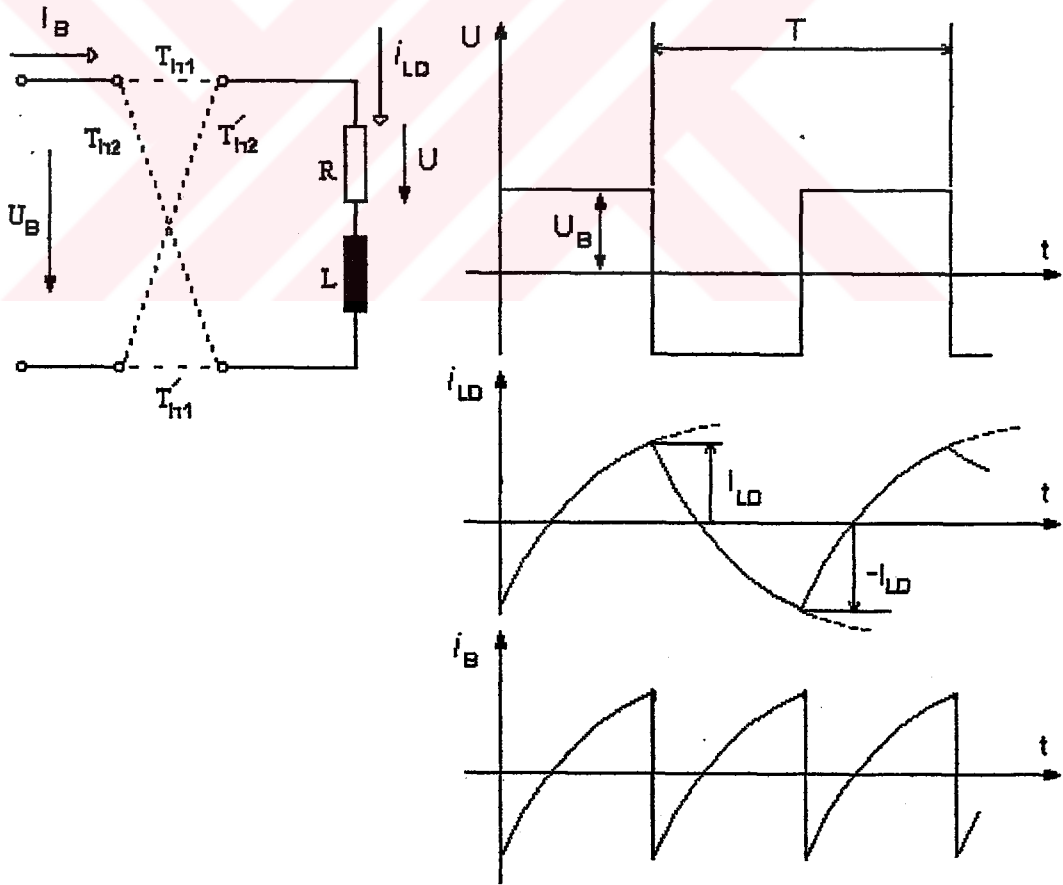 I_B
T_h1
i_LD
T_h2
T'_h2
R
U
U_B
L
T'_h1
U
T
U_B
t
i_LD
I_LD
t
-I_LD
i_B
t